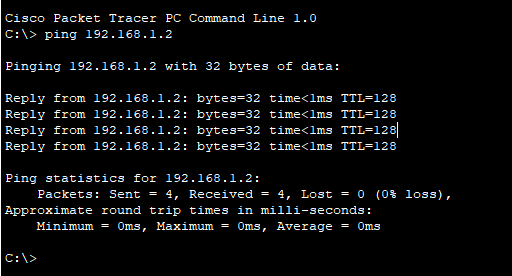 Cisco Packet Tracer PC Command Line 1.0
C:\> ping 192.168.1.2
Pinging 192.168.1.2 with 32 bytes of data:
Reply from 192.168.1.2: bytes=32 time<1ms TTL=128
Reply from 192.168.1.2: bytes=32 time<1ms TTL=128
Reply from 192.168.1.2: bytes=32 time<1ms TTL=128
Reply from 192.168.1.2: bytes=32 time<1ms TTL=128
Ping statistics for 192.168.1.2:
    Packets: Sent = 4, Received = 4, Lost = 0 (0% loss),
Approximate round trip times in milli-seconds:
    Minimum = 0ms, Maximum = 0ms, Average = 0ms
C:\>